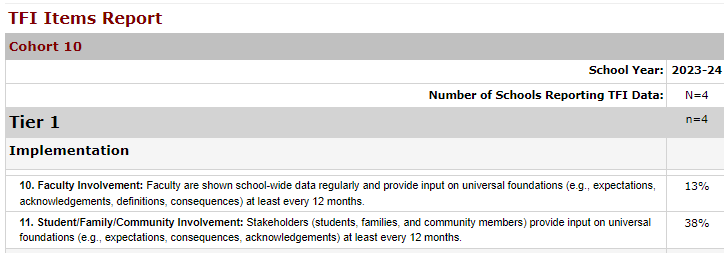 TFI Items Report
Cohort 10
School Year: 2023-24
Number of Schools Reporting TFI Data: N=4
Tier 1 n=4
Implementation
10. Faculty Involvement: Faculty are shown school-wide data regularly and provide input on universal foundations (e.g., expectations, 13%
acknowledgements, definitions, consequences) at least every 12 months.
11. Student/Family/Community Involvement: Stakeholders (students, families, and community members) provide input on universal 38%
foundations (e.g., expectations, consequences, acknowledgements) at least every 12 months.